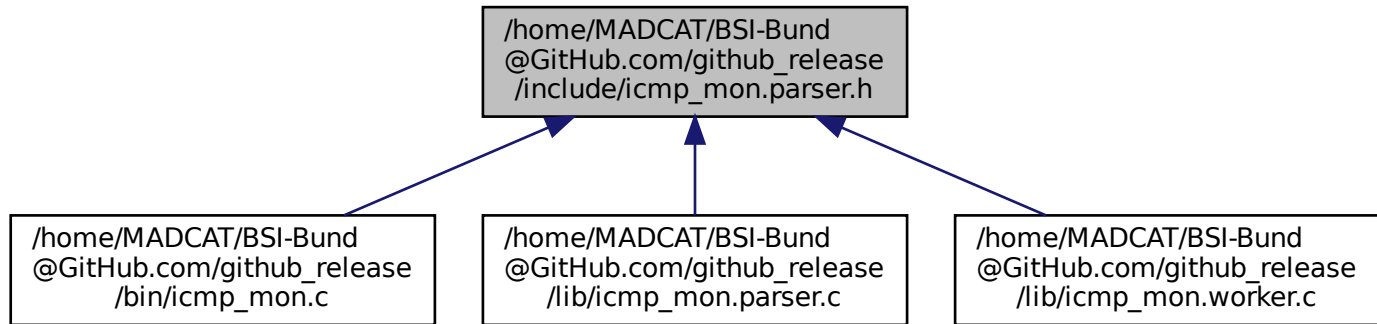 /home/MADCAT/BSI-Bund
@GitHub.com/github_release
/include/icmp_mon.parser.h
/home/MADCAT/BSI-Bund
@GitHub.com/github_release
/bin/icmp_mon.c
/home/MADCAT/BSI-Bund
@GitHub.com/github_release
/lib/icmp_mon.parser.c
/home/MADCAT/BSI-Bund
@GitHub.com/github_release
/lib/icmp_mon.worker.c